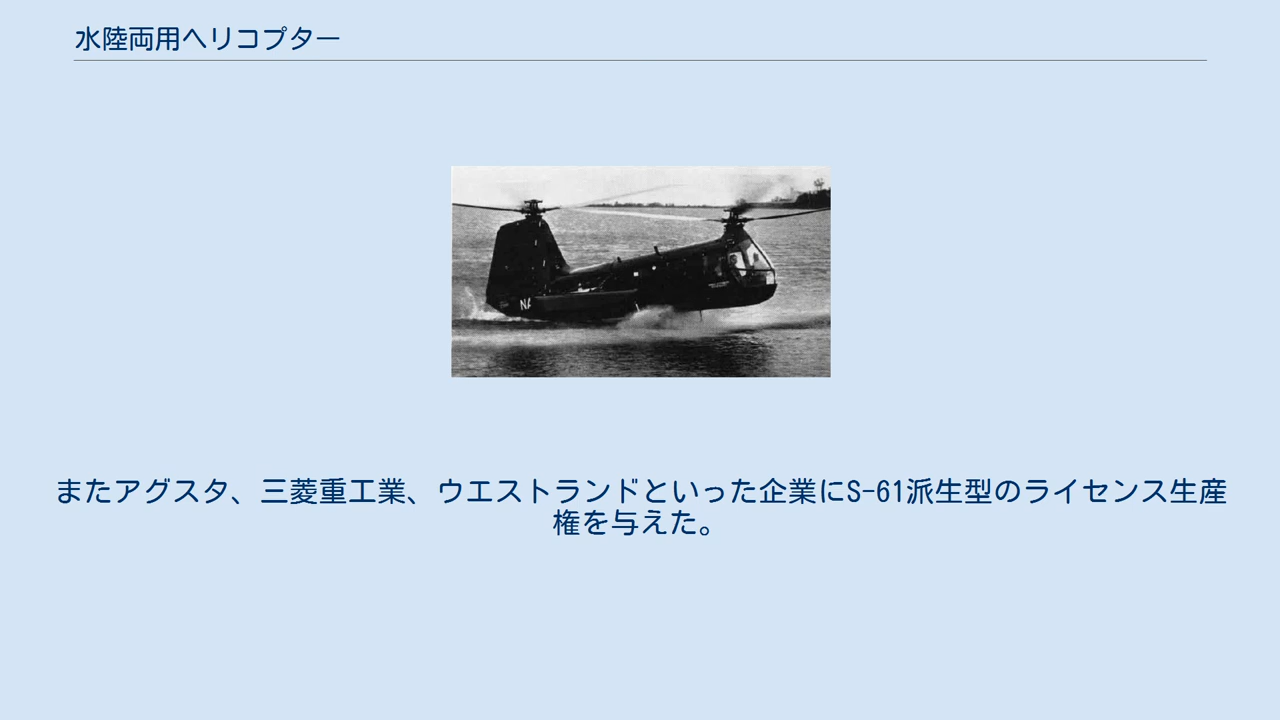 水陸両用ヘリコプター
NA
またアグスタ、三菱重工業、ウエストランドといった企業にS-61派生型のライセンス生産
権を与えた。